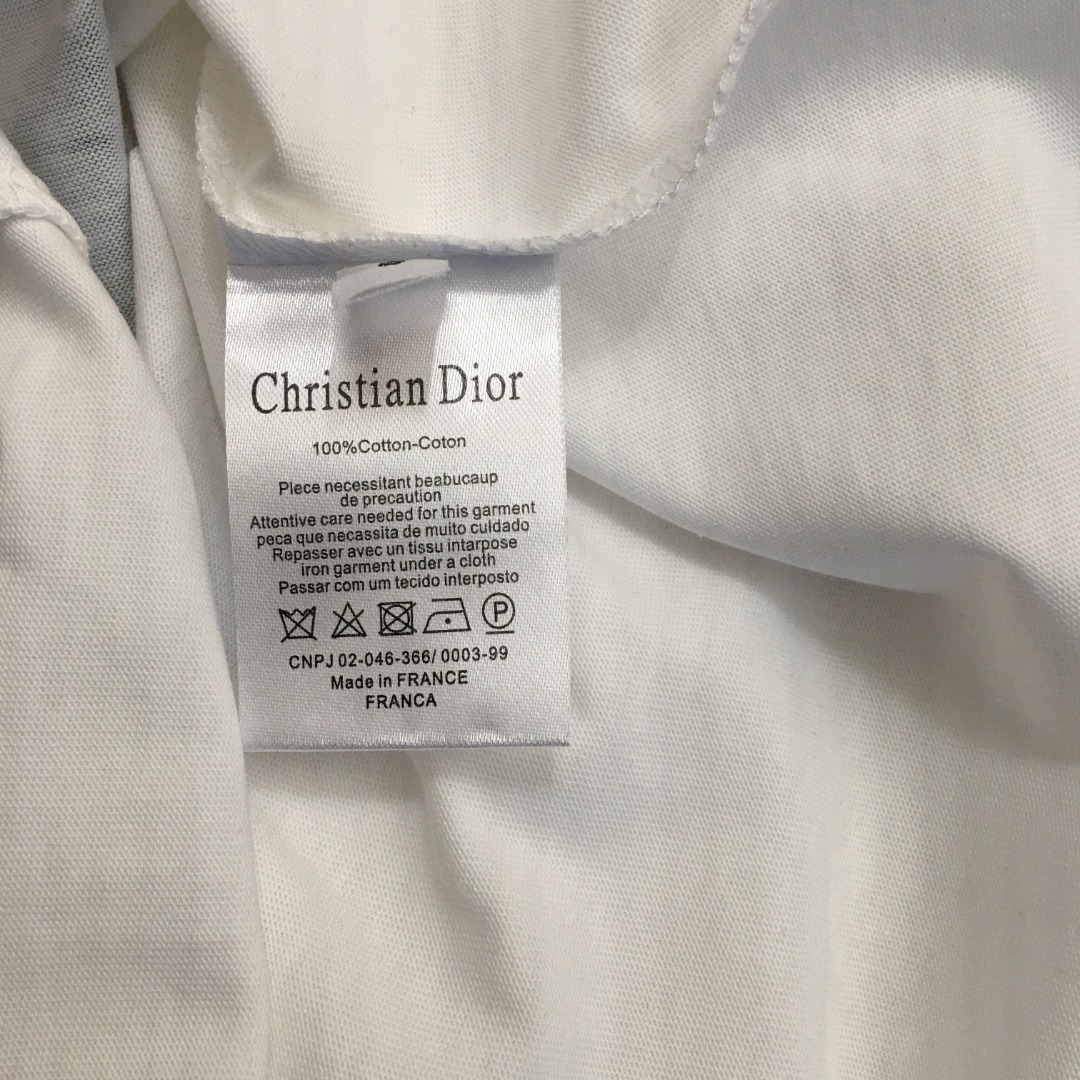 Christian Dior
100%Cotton-Coton
Plece necessitant beabucaup
de precaution
Attentive care needed for this garment
peca que necassita de muito culdado
Repasser avec un tissu intarpose
iron garment under a cloth
Passar com um tecido interposto
P
CNPJ 02-046-366/ 0003-99
Made in FRANCE
FRANCA